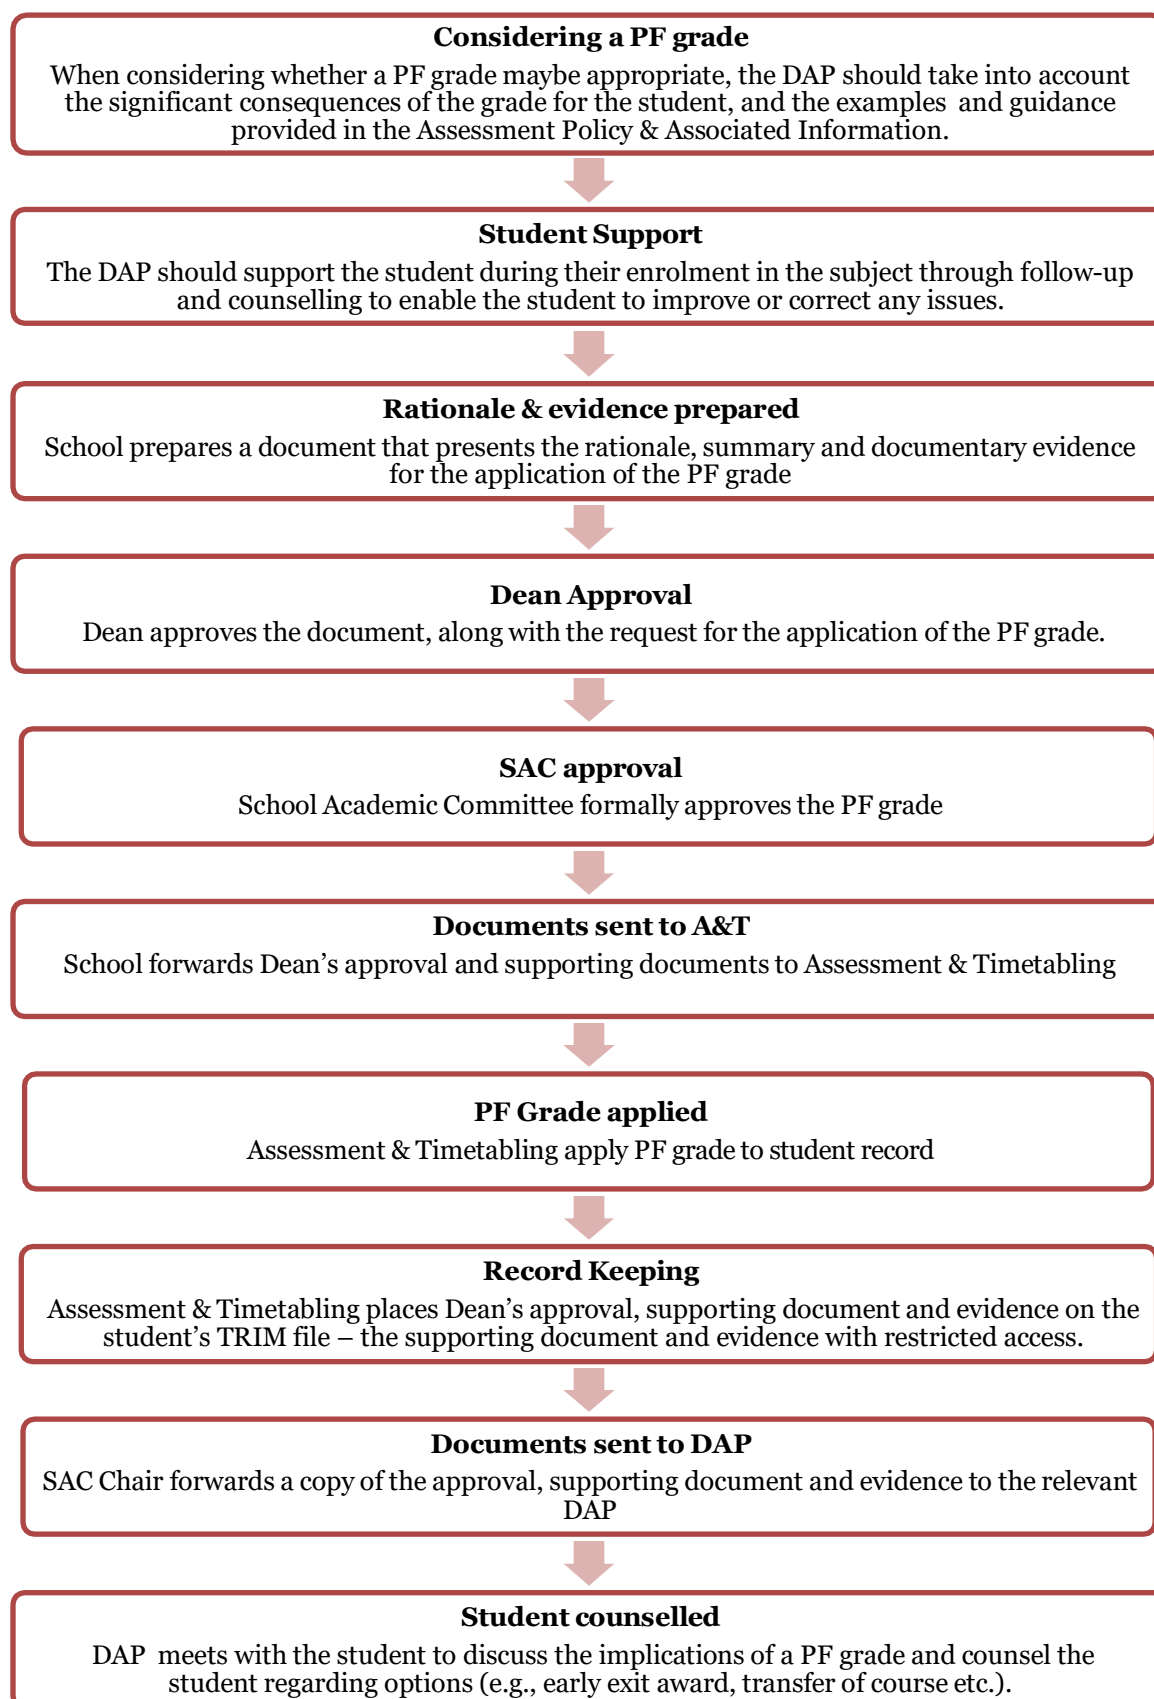 Considering a PF grade
When considering whether a PF grade maybe appropriate, the DAP should take into account
the significant consequences of the grade for the student, and the examples and guidance
provided in the Assessment Policy & Associated Information.
Student Support
The DAP should support the student during their enrolment in the subject through follow-up
and counselling to enable the student to improve or correct any issues.
Rationale & evidence prepared
School prepares a document that presents the rationale, summary and documentary evidence
for the application of the PF grade
Dean Approval
Dean approves the document, along with the request for the application of the PF grade.
SAC approval
School Academic Committee formally approves the PF grade
Documents sent to A&T
School forwards Dean’s approval and supporting documents to Assessment & Timetabling
PF Grade applied
Assessment & Timetabling apply PF grade to student record
Record Keeping
Assessment & Timetabling places Dean’s approval, supporting document and evidence on the
student’s TRIM file – the supporting document and evidence with restricted access.
Documents sent to DAP
SAC Chair forwards a copy of the approval, supporting document and evidence to the relevant
DAP
Student counselled
DAP meets with the student to discuss the implications of a PF grade and counsel the
student regarding options (e.g., early exit award, transfer of course etc.).